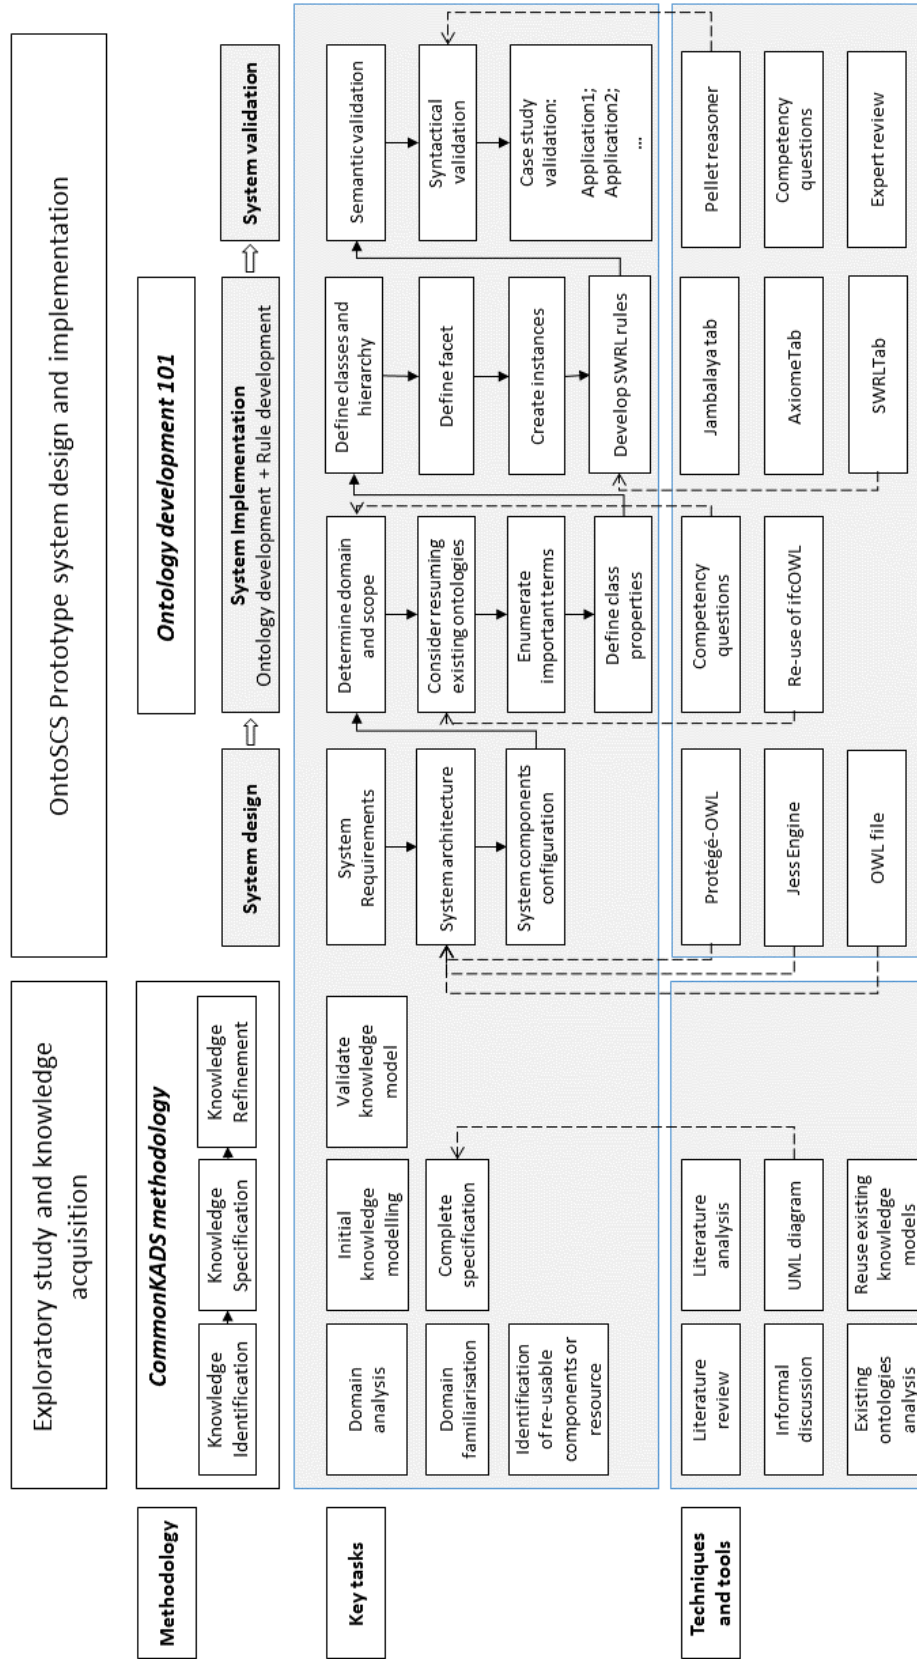 Exploratory study and knowledge
acquisition
OntoSCS Prototype system design and implementation
Methodology
CommonKADS methodology
Knowledge
Identification
Knowledge
Specification
Knowledge
Refinement
Ontology development 101
System design
System Implementation
Ontology development + Rule development
System validation
Key tasks
Domain
analysis
Domain
familiarisation
Identification
of re-usable
components or
resource
Initial
knowledge
modelling
Complete
specification
Validate
knowledge
model
System
Requirements
System architecture
System components
configuration
Determine domain
and scope
Consider resuming
existing ontologies
Enumerate
important terms
Define class
properties
Define classes and
hierarchy
Define facet
Create instances
Develop SWRL rules
Semantic validation
Syntactical
validation
Case study
validation:
Application1;
Application2;
...
Techniques
and tools
Literature
review
Informal
discussion
Existing
ontologies
analysis
Literature
analysis
UML diagram
Reuse existing
knowledge
models
Protégé-OWL
Jess Engine
OWL file
Competency
questions
Re-use of ifcOWL
Jambalaya tab
AxiomeTab
SWRLTab
Pellet reasoner
Competency
questions
Expert review